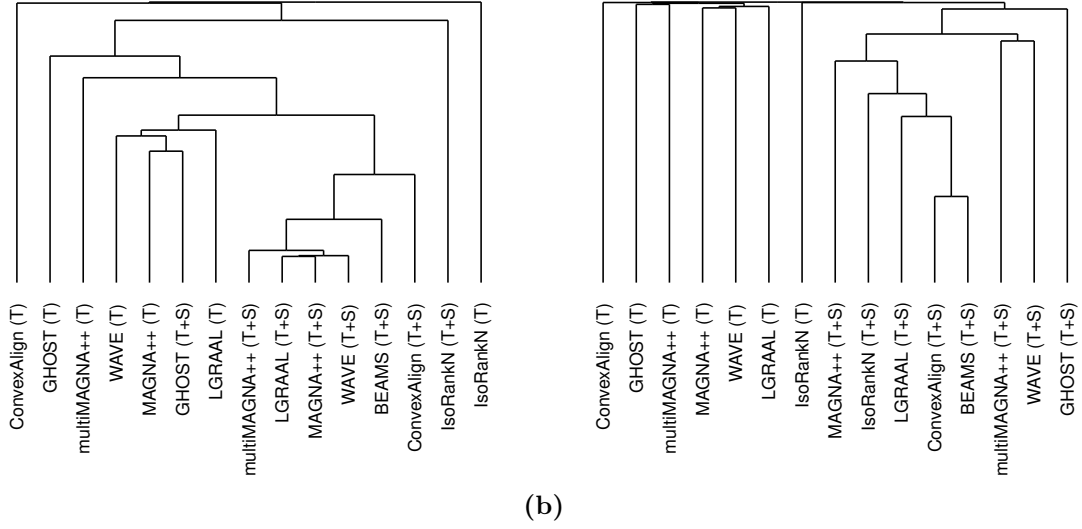 ConvexAlign (T)
GHOST (T)
multiMAGNA++ (T)
WAVE (T)
MAGNA++ (T)
GHOST (T+S)
LGRAAL (T)
multiMAGNA++ (T+S)
LGRAAL (T+S)
MAGNA++ (T+S)
WAVE (T+S)
BEAMS (T+S)
ConvexAlign (T+S)
IsoRankN (T+S)
IsoRankN (T)
ConvexAlign (T)
GHOST (T)
multiMAGNA++ (T)
MAGNA++ (T)
WAVE (T)
LGRAAL (T)
IsoRankN (T)
MAGNA++ (T+S)
IsoRankN (T+S)
LGRAAL (T+S)
ConvexAlign (T+S)
BEAMS (T+S)
multiMAGNA++ (T+S)
WAVE (T+S)
GHOST (T+S)
(b)